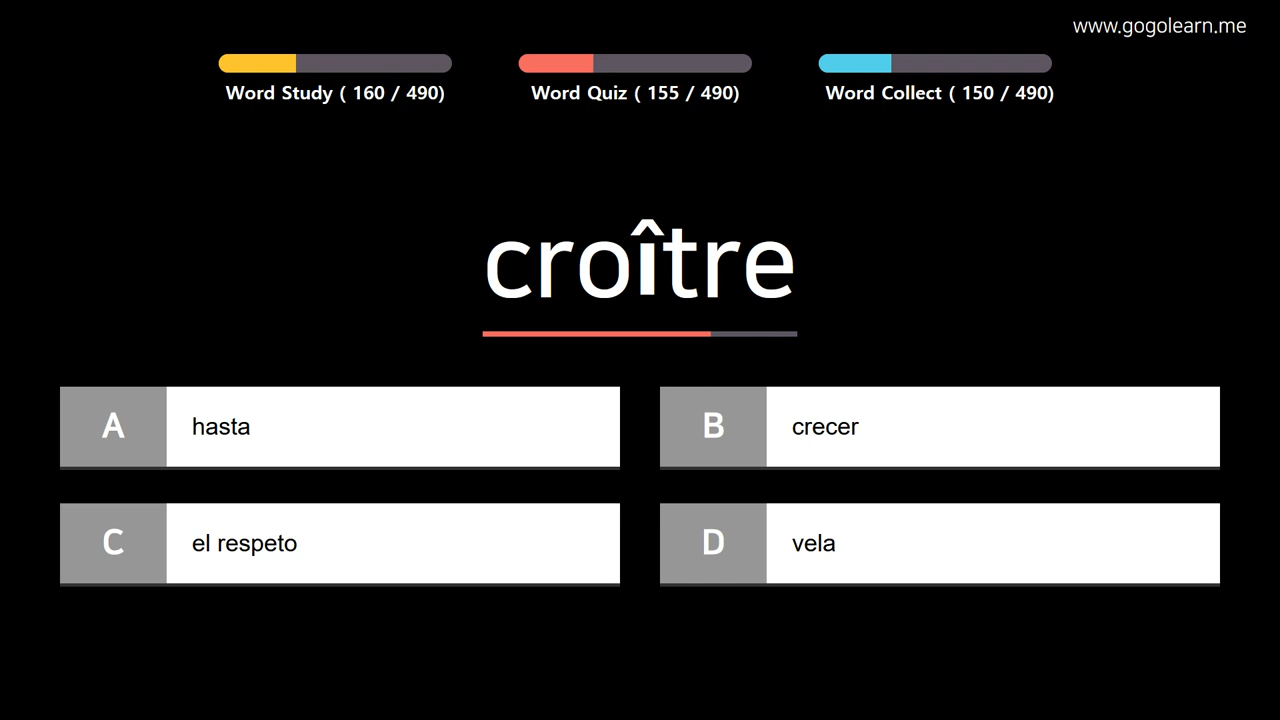 www.gogolearn.me
Word Study ( 160 / 490)
Word Quiz ( 155 / 490)
Word Collect ( 150 / 490)
croître
A hasta
B crecer
C el respeto
D vela